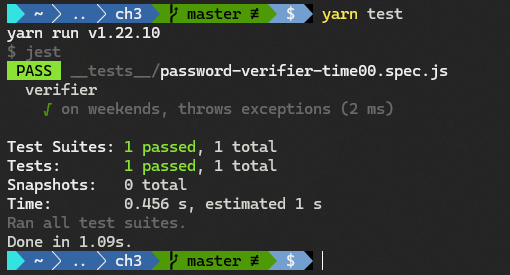 ~ .. ch3 master ≢ $ yarn test
yarn run v1.22.10
$ jest
PASS __tests__/password-verifier-time00.spec.js
verifier
√ on weekends, throws exceptions (2 ms)
Test Suites: 1 passed, 1 total
Tests: 1 passed, 1 total
Snapshots: 0 total
Time: 0.456 s, estimated 1 s
Ran all test suites.
Done in 1.09s.
~ .. ch3 master ≢ $